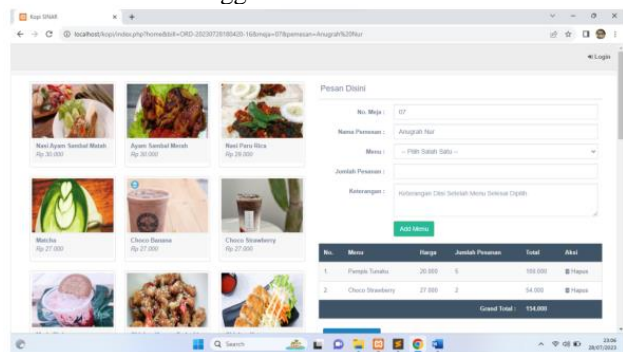 Kopi SINAR
localhost/kopi/index.php?home&dsll=ORD-20230728180420-16&meja=07&pemesan=Anugrah%20Nur
Login
Pesan Disini
No. Meja : 07
Nama Pemesan : Anugrah Nur
Menu : -- Pilih Salah Satu --
Jumlah Pesanan :
Keterangan : Keterangan Diisi Setelah Menu Selesai Dipilih
Add Menu
Nasi Ayam Sambal Matah
Rp 30.000
Ayam Sambal Merah
Rp 30.000
Nasi Paru Rica
Rp 28.000
Matcha
Rp 27.000
Choco Banana
Rp 27.000
Choco Strawberry
Rp 27.000
No. Menu Harga Jumlah Pesanan Total Aksi
1. 20.000 5 100.000 Hapus
2. Choco Strawberry 27.000 2 54.000 Hapus
Grand Total : 154.000
Search
23:06
28/07/2023